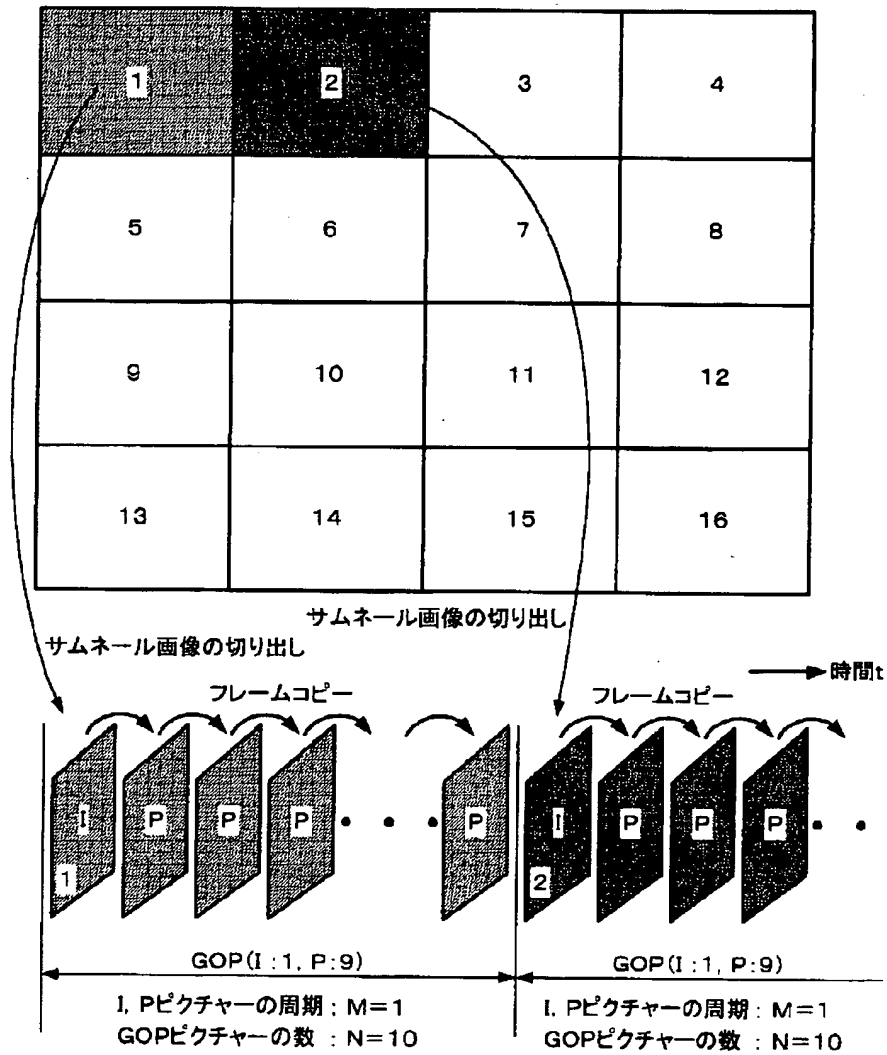 1 2 3 4
5 6 7 8
9 10 11 12
13 14 15 16
サムネール画像の切り出し
サムネール画像の切り出し
時間t
フレームコピー フレームコピー
I P P P ・ ・ ・ P I P P P ・ ・
1 2
GOP(I:1, P:9) GOP(I:1, P:9)
I, Pピクチャーの周期: M=1 I, Pピクチャーの周期: M=1
GOPピクチャーの数 : N=10 GOPピクチャーの数 : N=10